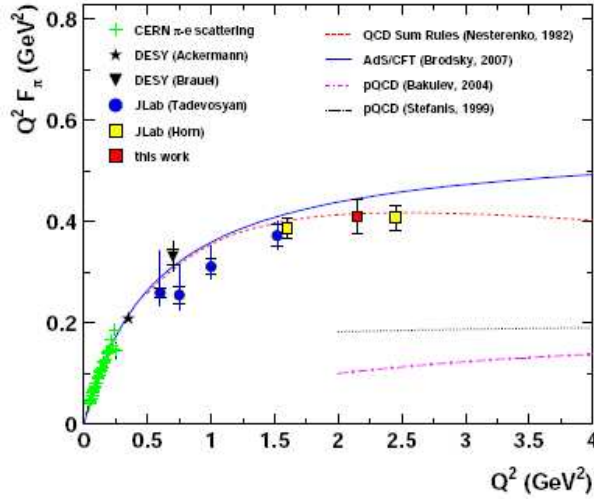 Q² Fπ (GeV²)
0.8
0.6
0.4
0.2
0
CERN π-e scattering
DESY (Ackermann)
DESY (Brauel)
JLab (Tadevosyan)
JLab (Horn)
this work
QCD Sum Rules (Nesterenko, 1982)
AdS/CFT (Brodsky, 2007)
pQCD (Bakulev, 2004)
pQCD (Stefanis, 1999)
0 0.5 1 1.5 2 2.5 3 3.5 4
Q² (GeV²)